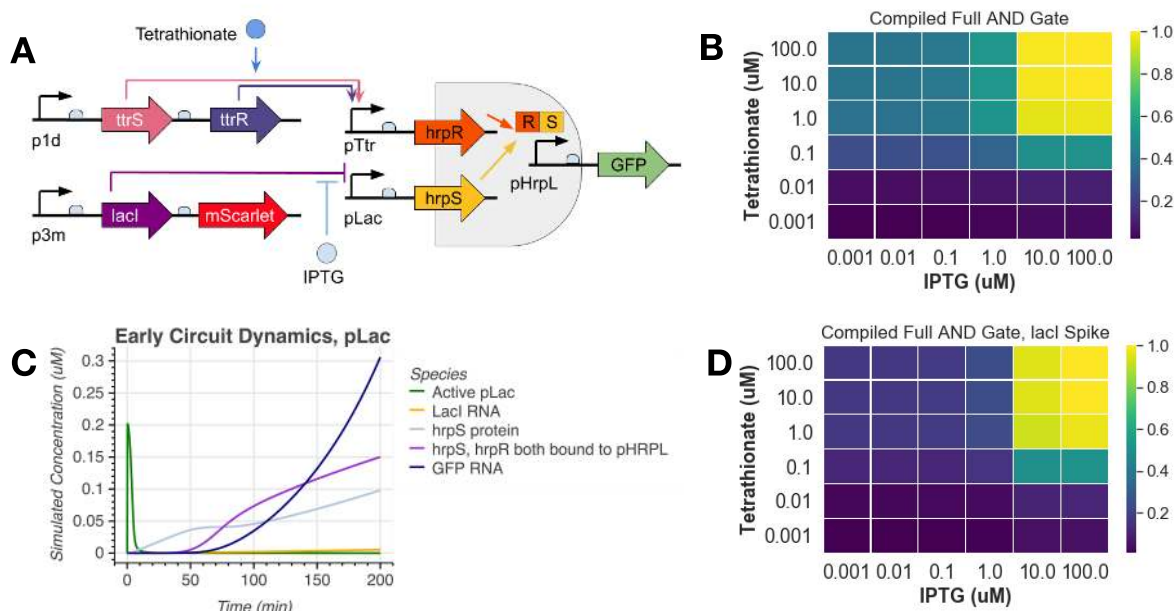 A
Tetrathionate
ttrS
ttrR
p1d
pTtr
hrpR
R S
GFP
pHrpL
lacI
mScarlet
p3m
pLac
hrpS
IPTG
B
Compiled Full AND Gate
Tetrathionate (uM)
100.0
10.0
1.0
0.1
0.01
0.001
0.001 0.01 0.1 1.0 10.0 100.0
IPTG (uM)
1.0
0.8
0.6
0.4
0.2
C
Early Circuit Dynamics, pLac
Simulated Concentration (uM)
0.3
0.25
0.2
0.15
0.1
0.05
0
0 50 100 150 200
Time (min)
Species
Active pLac
LacI RNA
hrpS protein
hrpS, hrpR both bound to pHRPL
GFP RNA
D
Compiled Full AND Gate, lacI Spike
Tetrathionate (uM)
100.0
10.0
1.0
0.1
0.01
0.001
0.001 0.01 0.1 1.0 10.0 100.0
IPTG (uM)
1.0
0.8
0.6
0.4
0.2